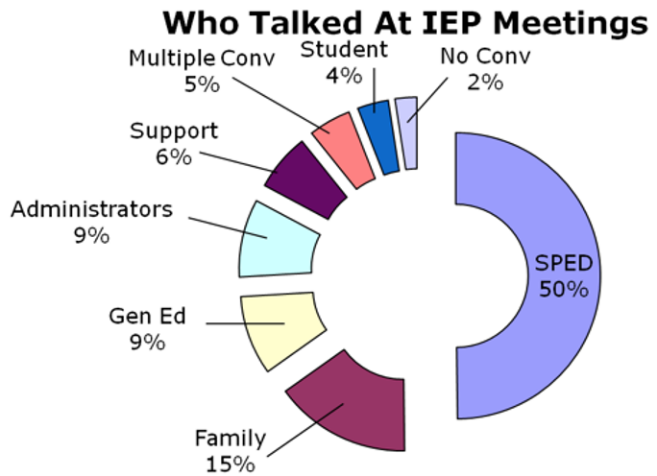 Who Talked At IEP Meetings
Multiple Conv
5%
Student
4%
No Conv
2%
Support
6%
Administrators
9%
Gen Ed
9%
Family
15%
SPED
50%